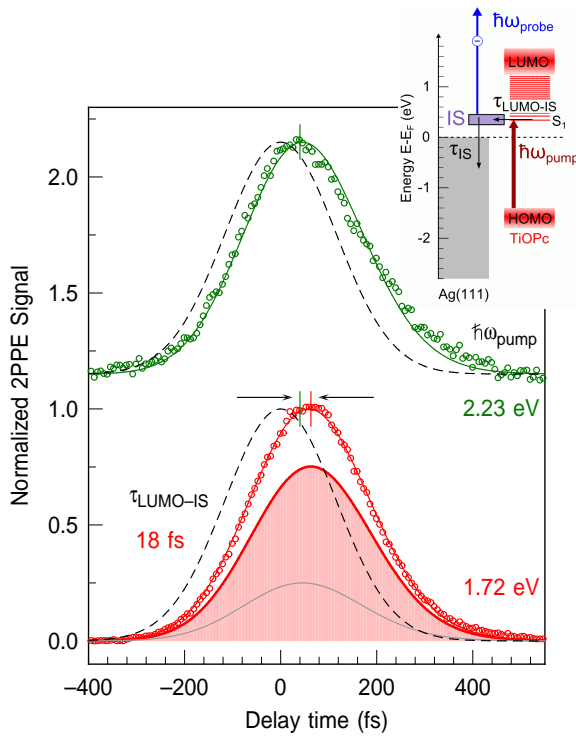 ħω_probe
LUMO
τ_LUMO-IS
IS
S₁
τ_IS
ħω_pump
HOMO
TiOPc
Energy E-E_F (eV)
1
0
−1
−2
Ag(111)
Normalized 2PPE Signal
2.0
1.5
1.0
0.5
0.0
ħω_pump
2.23 eV
τ_LUMO–IS
18 fs
1.72 eV
−400 −200 0 200 400
Delay time (fs)